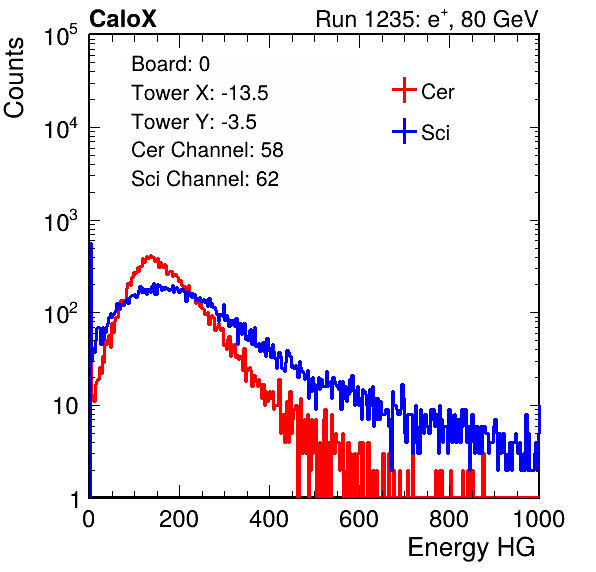 CaloX Run 1235: e+, 80 GeV
Counts
Board: 0
Tower X: -13.5
Tower Y: -3.5
Cer Channel: 58
Sci Channel: 62
Cer
Sci
10^5
10^4
10^3
10^2
10
1
0 200 400 600 800 1000
Energy HG